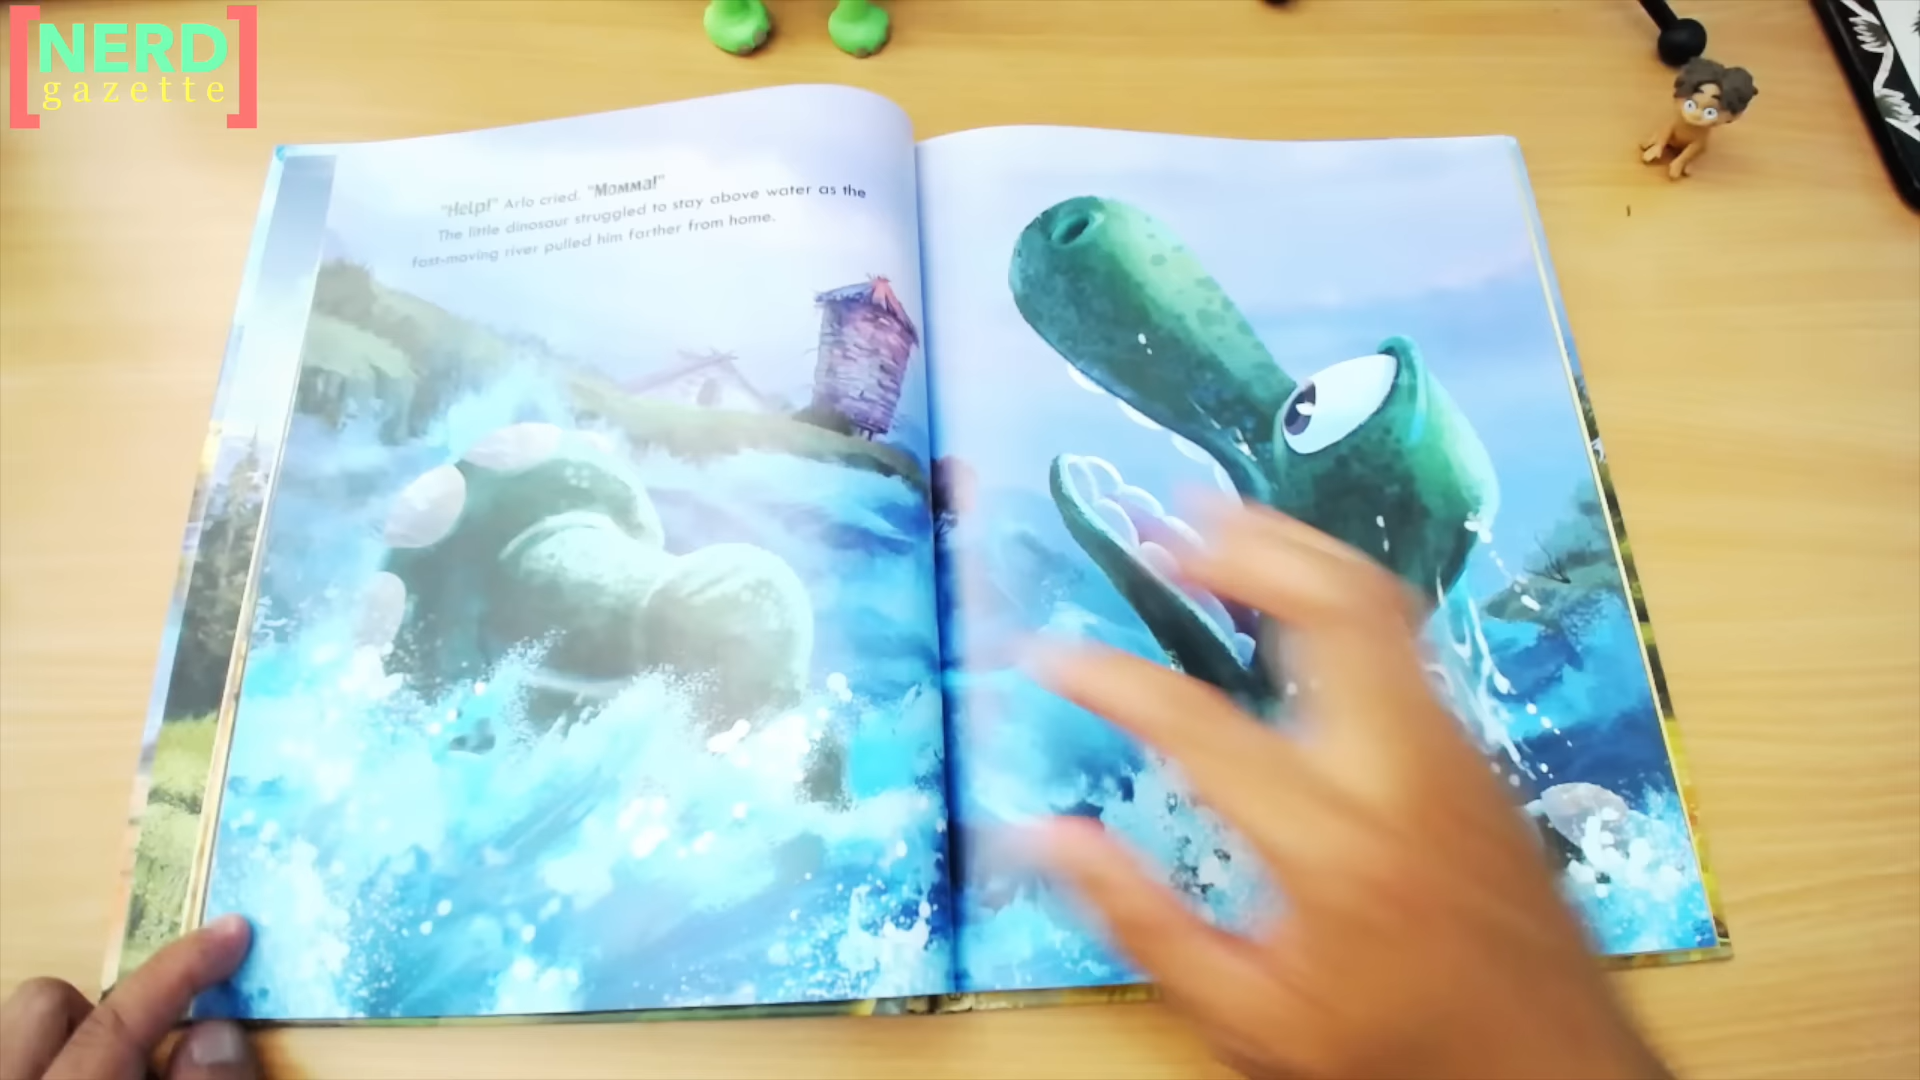 [NERD]
gazette
"Help!" Arlo cried. "Momma!"
The little dinosaur struggled to stay above water as the
fast-moving river pulled him farther from home.